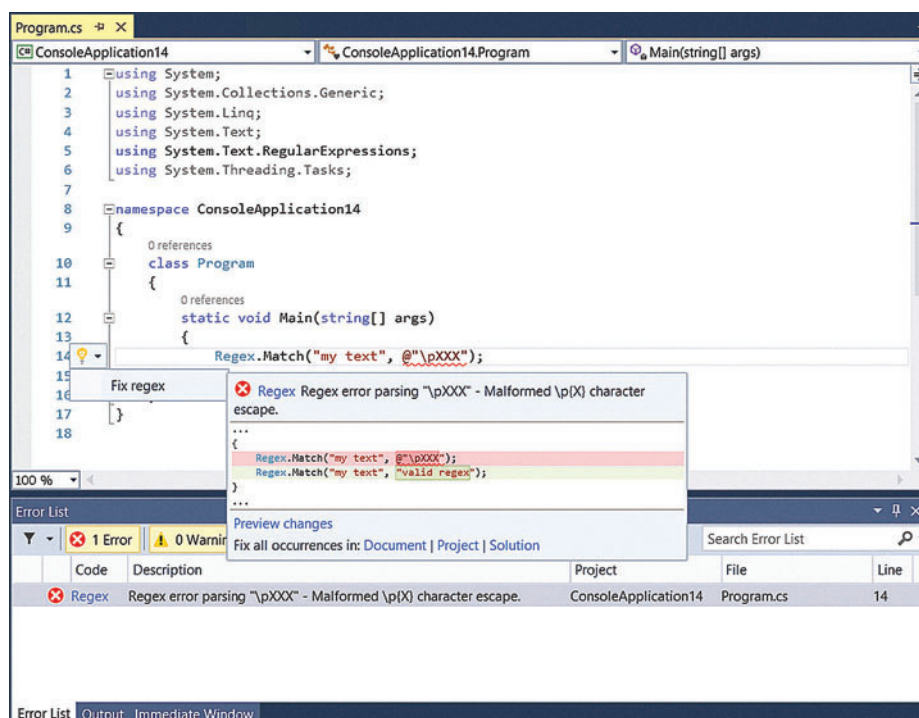 Program.cs
C# ConsoleApplication14 ConsoleApplication14.Program Main(string[] args)
1 using System;
2 using System.Collections.Generic;
3 using System.Linq;
4 using System.Text;
5 using System.Text.RegularExpressions;
6 using System.Threading.Tasks;
7
8 namespace ConsoleApplication14
9 {
0 references
10 class Program
11 {
0 references
12 static void Main(string[] args)
13 {
14 Regex.Match("my text", @"\pXXX");
15
Fix regex
16
17 }
18
Regex Regex error parsing "\pXXX" - Malformed \p{X} character
escape.
...
{
Regex.Match("my text", @"\pXXX");
Regex.Match("my text", "valid regex");
}
...
Preview changes
Fix all occurrences in: Document | Project | Solution
100 %
Error List
1 Error 0 Warnin Search Error List
Code Description Project File Line
Regex Regex error parsing "\pXXX" - Malformed \p{X} character escape. ConsoleApplication14 Program.cs 14
Error List Output Immediate Window